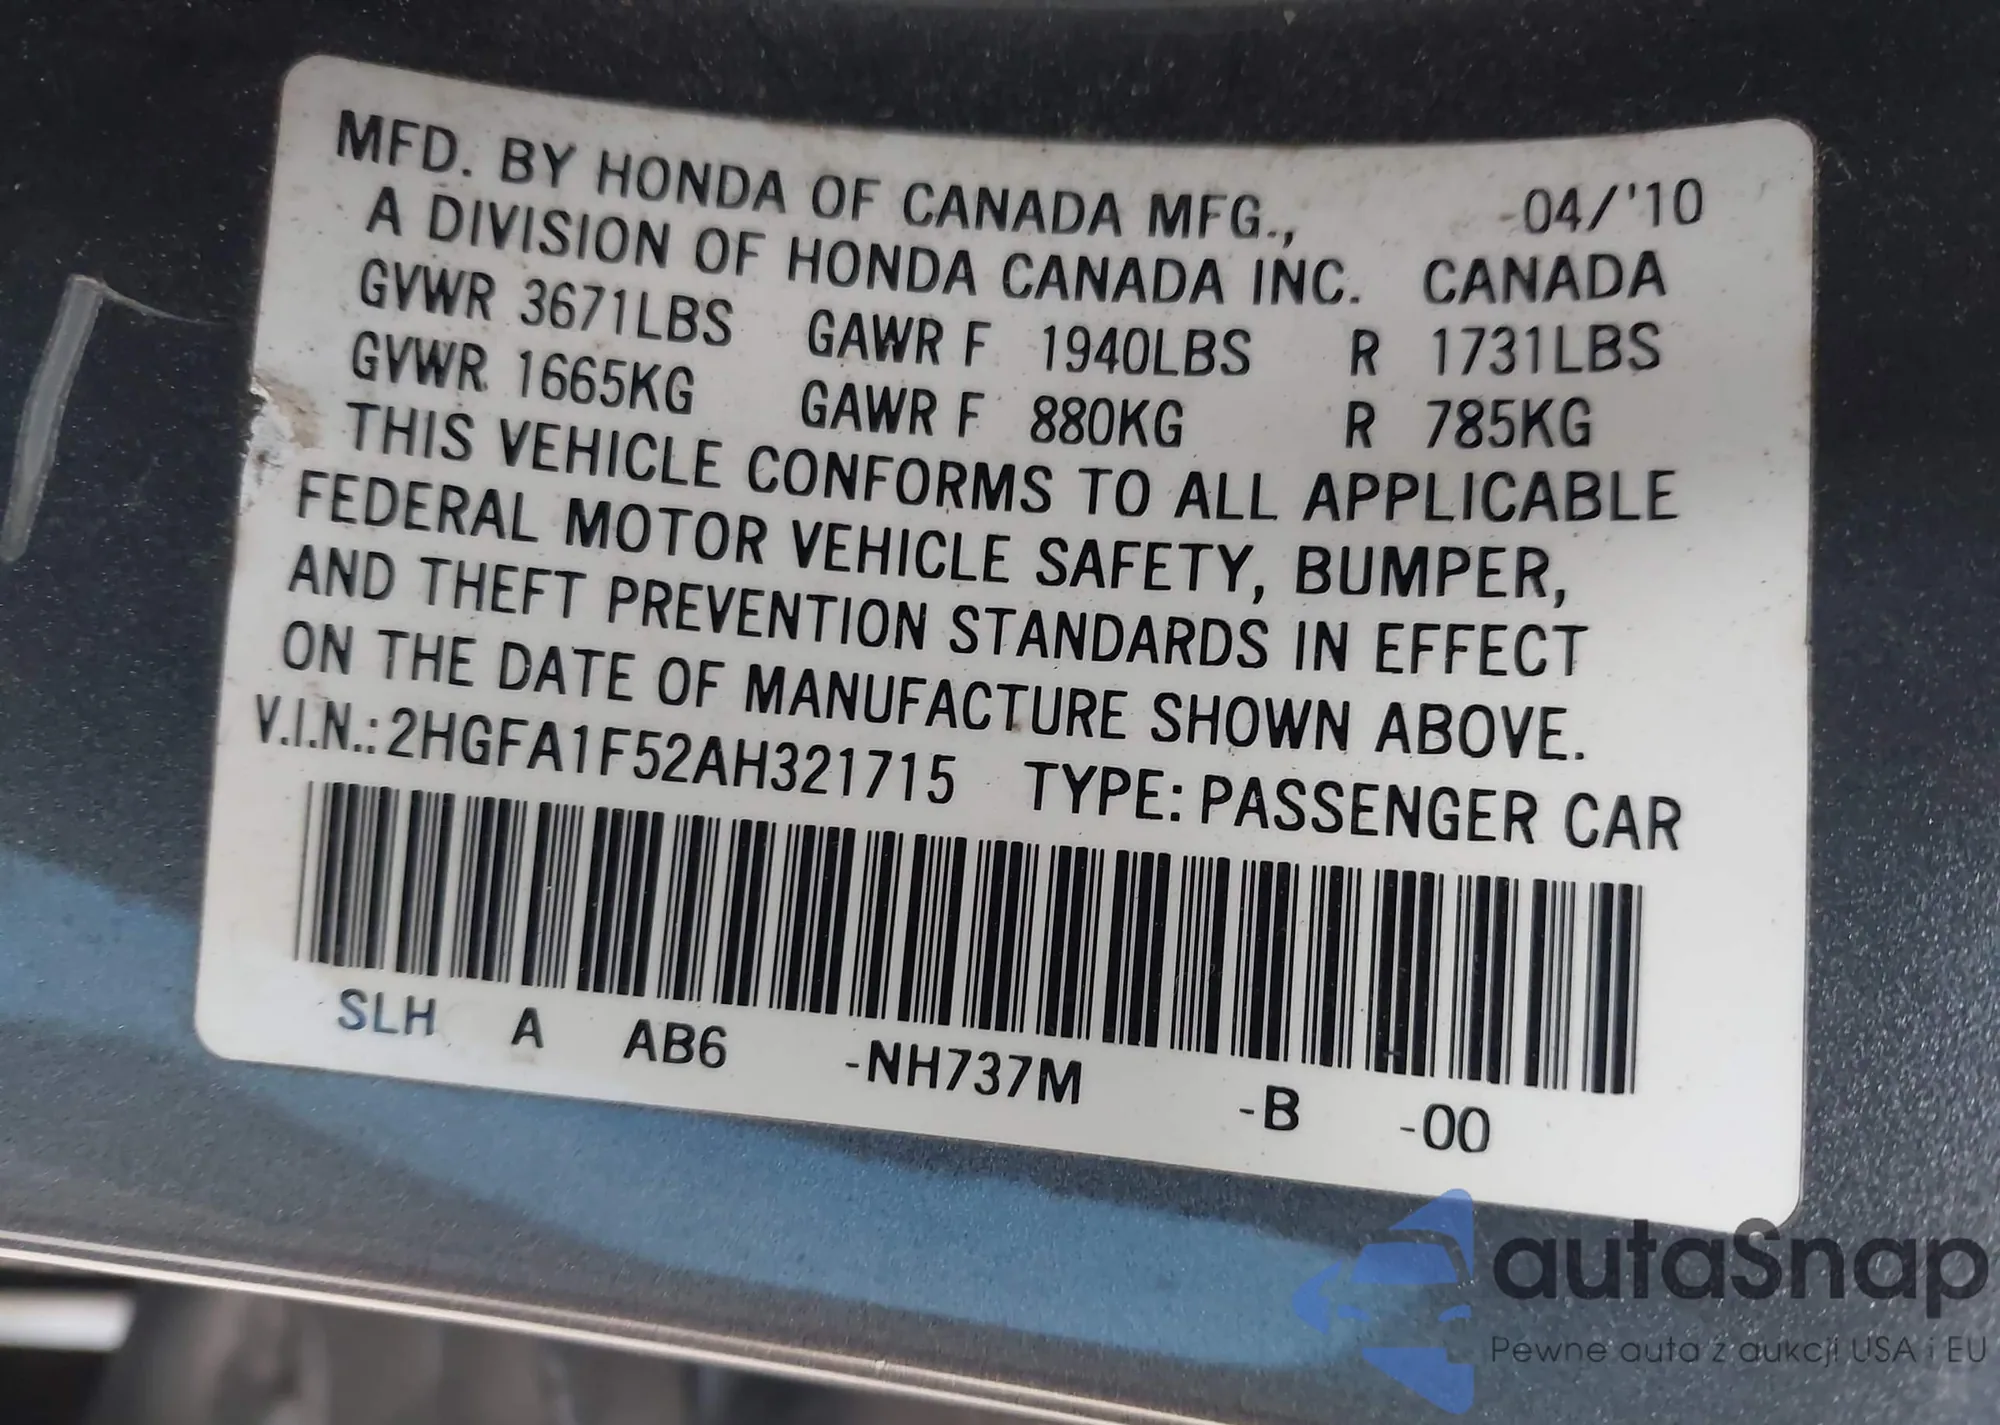 MFD. BY HONDA OF CANADA MFG., 04/'10
A DIVISION OF HONDA CANADA INC. CANADA
GVWR 3671LBS GAWR F 1940LBS R 1731LBS
GVWR 1665KG GAWR F 880KG R 785KG
THIS VEHICLE CONFORMS TO ALL APPLICABLE
FEDERAL MOTOR VEHICLE SAFETY, BUMPER,
AND THEFT PREVENTION STANDARDS IN EFFECT
ON THE DATE OF MANUFACTURE SHOWN ABOVE.
V.I.N.: 2HGFA1F52AH321715 TYPE: PASSENGER CAR
SLH A AB6 -NH737M -B -00
autaSnap
Pewne auta z aukcji USA i EU